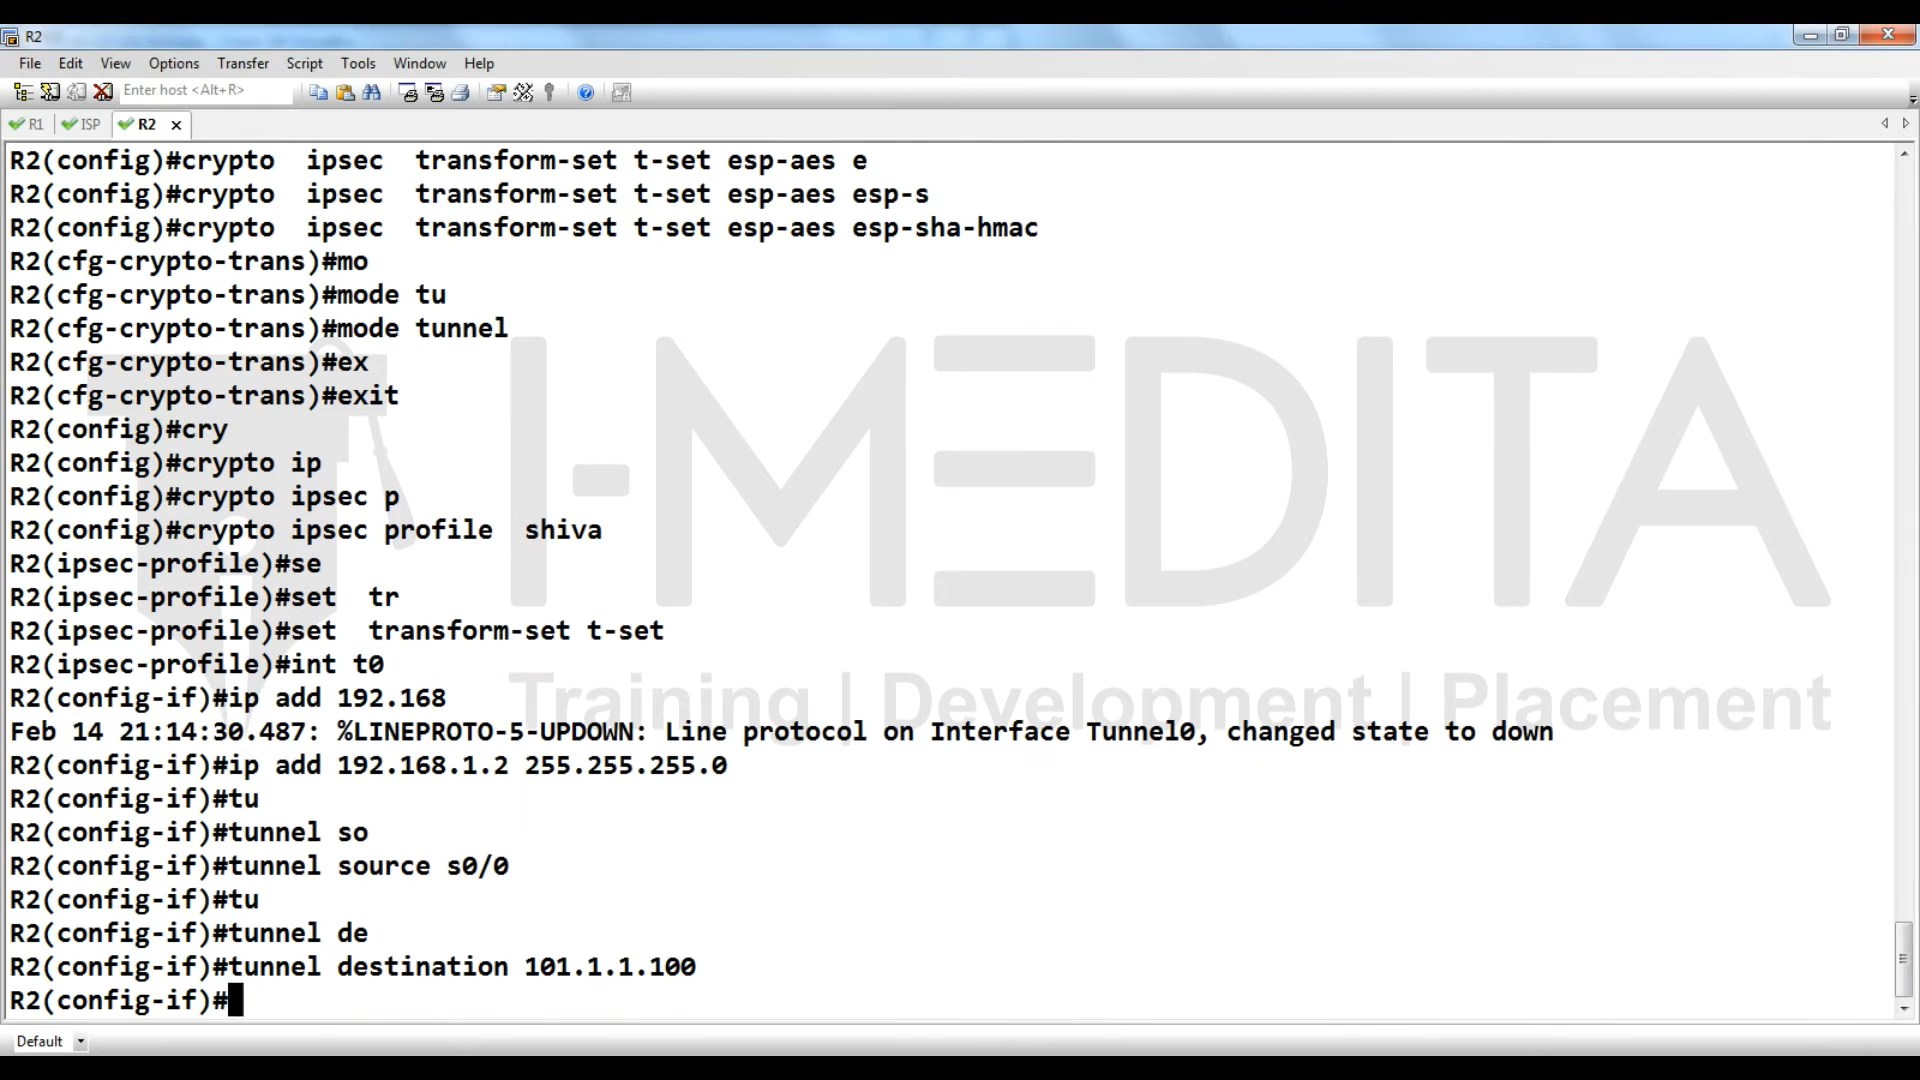 R2
File Edit View Options Transfer Script Tools Window Help
Enter host <Alt+R>
R1 ISP R2
R2(config)#crypto  ipsec  transform-set t-set esp-aes e
R2(config)#crypto  ipsec  transform-set t-set esp-aes esp-s
R2(config)#crypto  ipsec  transform-set t-set esp-aes esp-sha-hmac
R2(cfg-crypto-trans)#mo
R2(cfg-crypto-trans)#mode tu
R2(cfg-crypto-trans)#mode tunnel
R2(cfg-crypto-trans)#ex
R2(cfg-crypto-trans)#exit
R2(config)#cry
R2(config)#crypto ip
R2(config)#crypto ipsec p
R2(config)#crypto ipsec profile  shiva
R2(ipsec-profile)#se
R2(ipsec-profile)#set  tr
R2(ipsec-profile)#set  transform-set t-set
R2(ipsec-profile)#int t0
R2(config-if)#ip add 192.168
Feb 14 21:14:30.487: %LINEPROTO-5-UPDOWN: Line protocol on Interface Tunnel0, changed state to down
R2(config-if)#ip add 192.168.1.2 255.255.255.0
R2(config-if)#tu
R2(config-if)#tunnel so
R2(config-if)#tunnel source s0/0
R2(config-if)#tu
R2(config-if)#tunnel de
R2(config-if)#tunnel destination 101.1.1.100
R2(config-if)#
I-MEDITA
Training | Development | Placement
Default